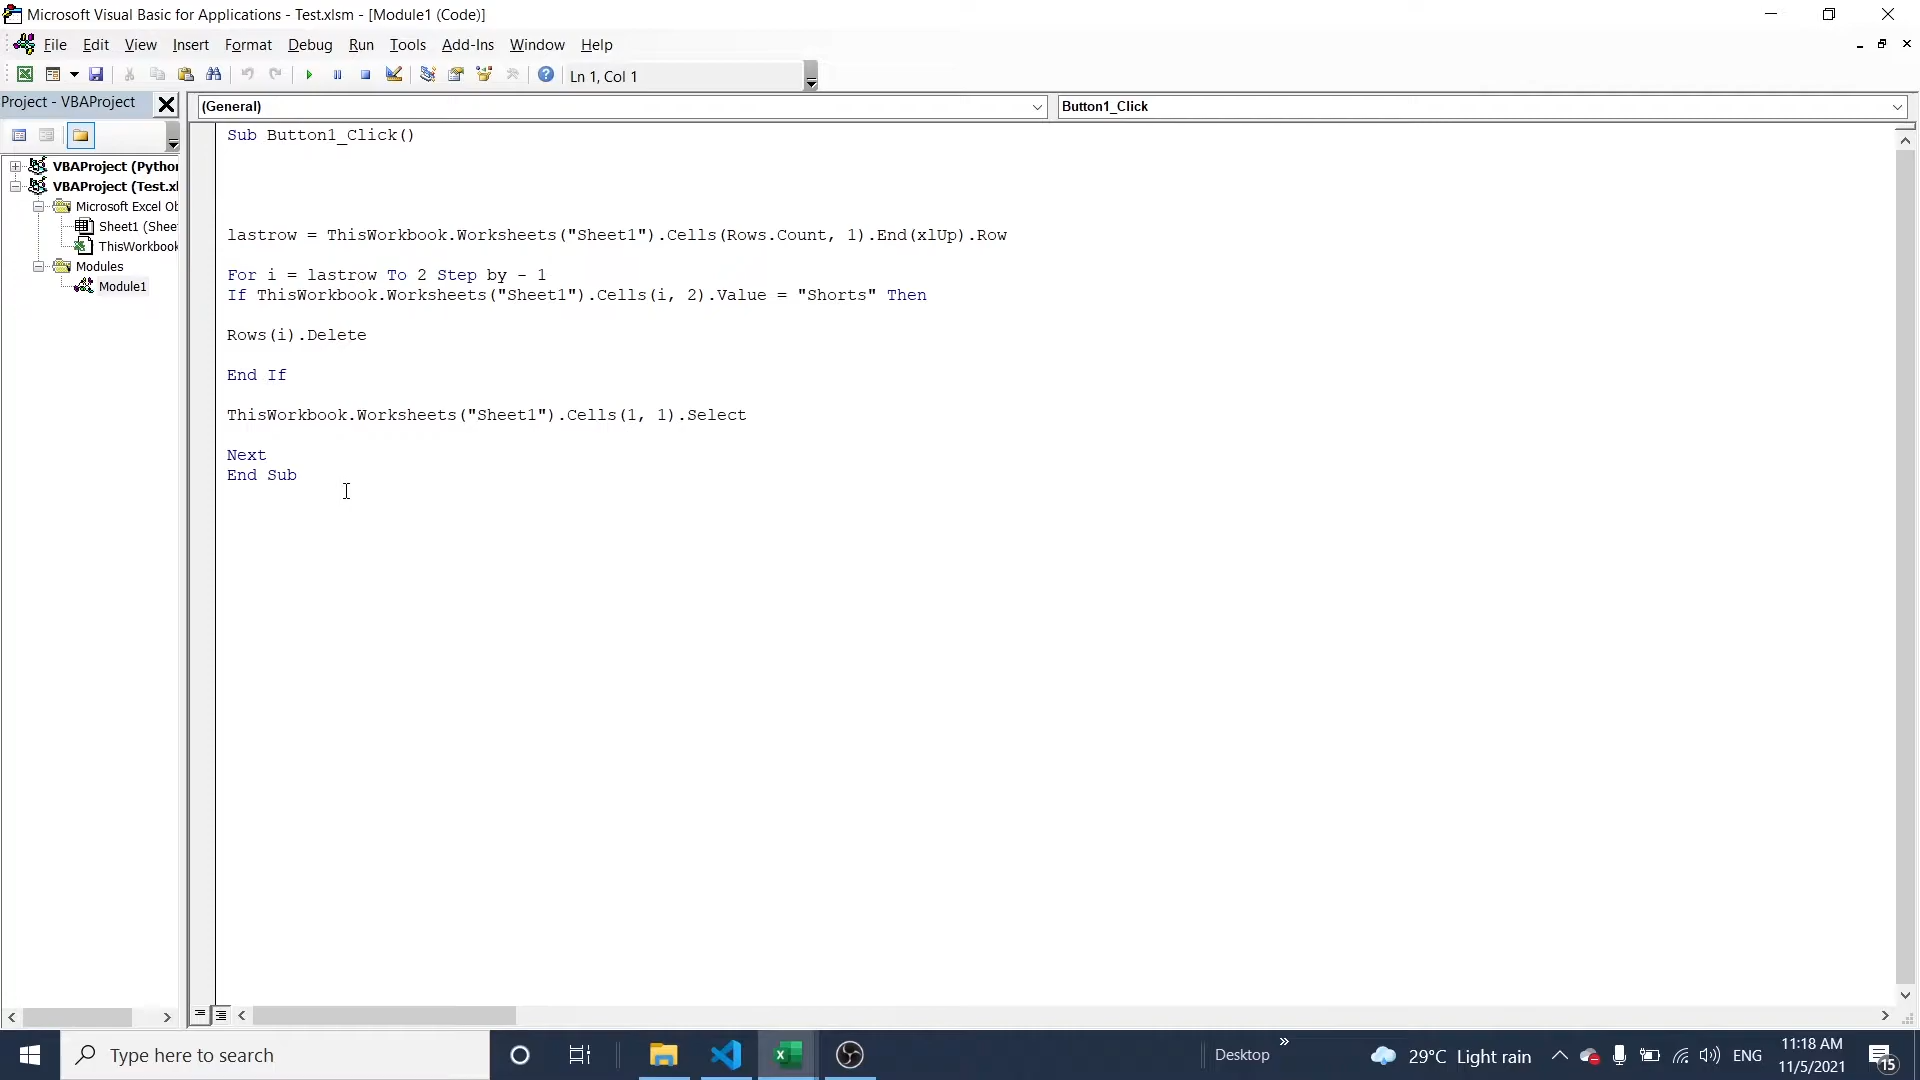 Microsoft Visual Basic for Applications - Test.xlsm - [Module1 (Code)]
File Edit View Insert Format Debug Run Tools Add-Ins Window Help
Ln 1, Col 1
Project - VBAProject
(General)
Button1_Click
VBAProject (Python
VBAProject (Test.xl
Microsoft Excel Ob
Sheet1 (Shee
ThisWorkbook
Modules
Module1
Sub Button1_Click()
lastrow = ThisWorkbook.Worksheets("Sheet1").Cells(Rows.Count, 1).End(xlUp).Row
For i = lastrow To 2 Step by - 1
If ThisWorkbook.Worksheets("Sheet1").Cells(i, 2).Value = "Shorts" Then
Rows(i).Delete
End If
ThisWorkbook.Worksheets("Sheet1").Cells(1, 1).Select
Next
End Sub
Type here to search
Desktop
29°C Light rain
ENG
11:18 AM
11/5/2021
15